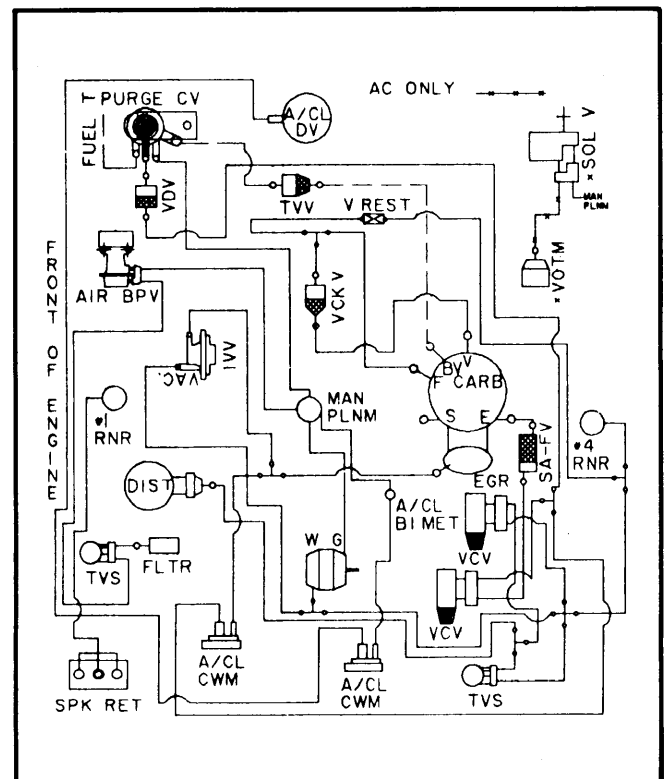 AC ONLY
FUEL T
PURGE CV
A/CL
DV
SOL V
*
MAN
PLNM
VDV
TVV
V REST
VOTM
*
FRONT OF ENGINE
AIR BPV
VCK V
IVV
VAC.
BV
V
F
CARB
S
E
MAN
PLNM
#1
RNR
#4
RNR
SA-FV
EGR
DIST
A/CL
BI MET
W G
VCV
TVS
FLTR
VCV
A/CL
CWM
A/CL
CWM
TVS
SPK RET